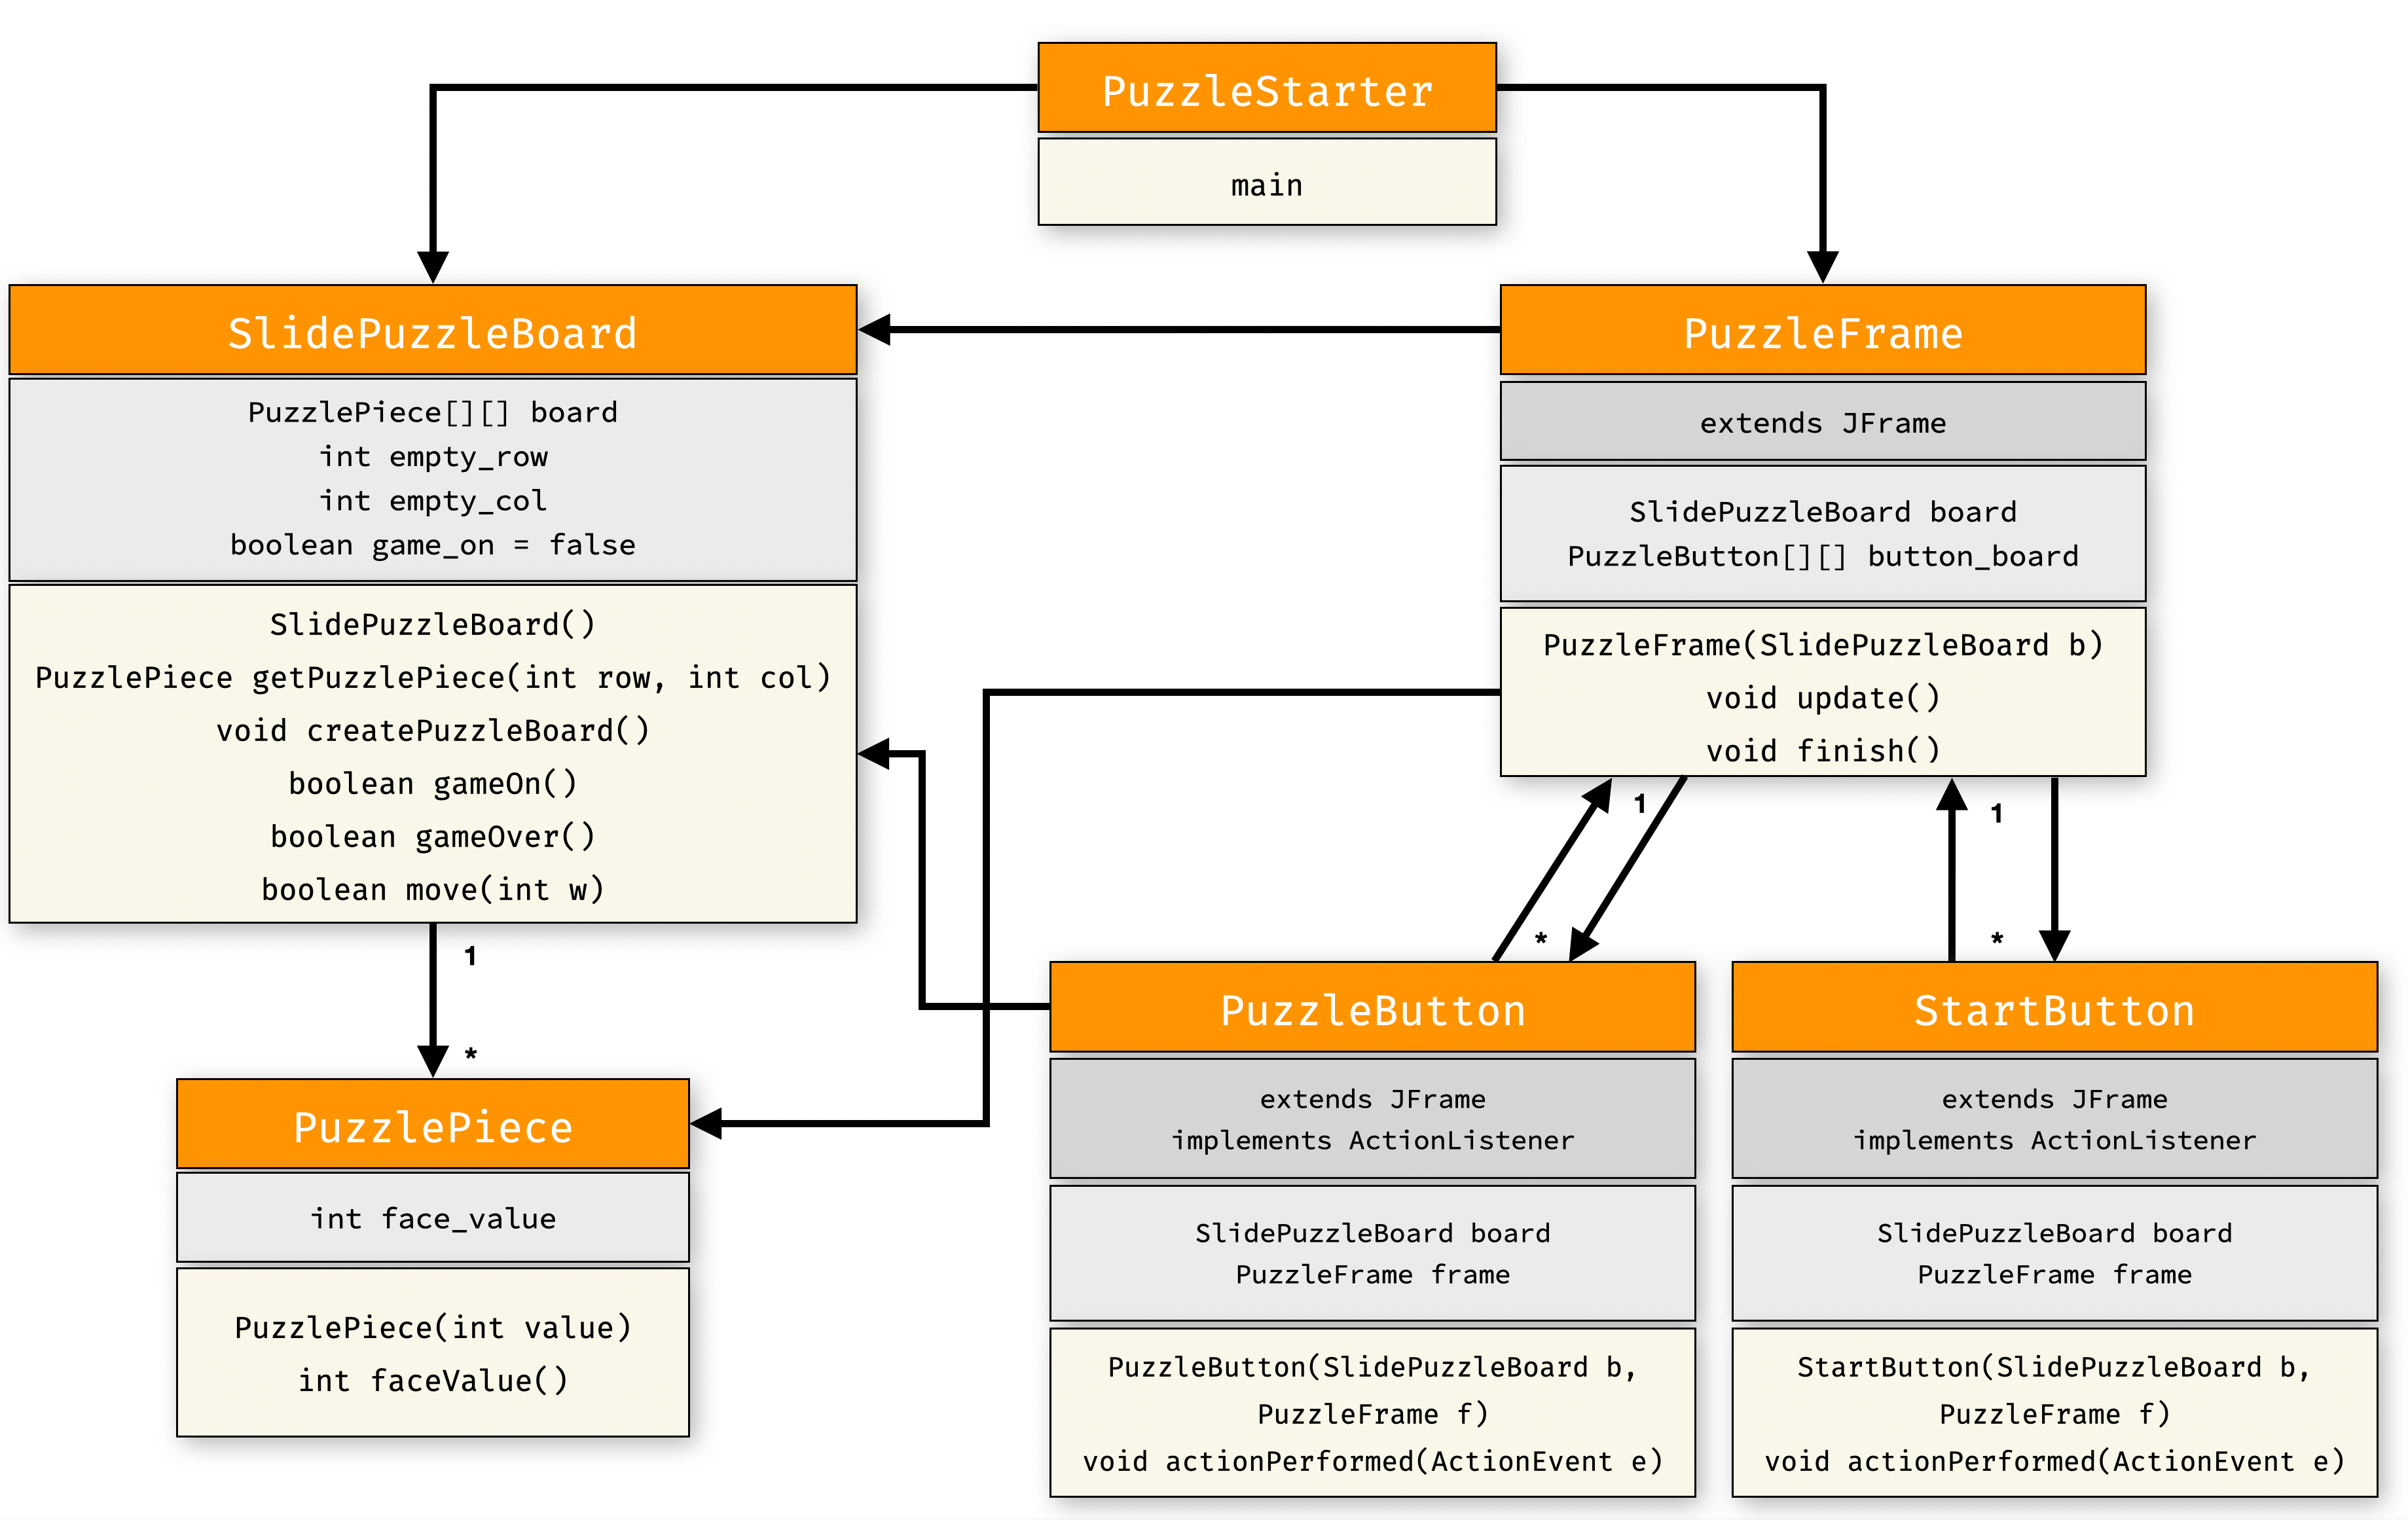 PuzzleStarter
main
SlidePuzzleBoard
PuzzlePiece[][] board
int empty_row
int empty_col
boolean game_on = false
SlidePuzzleBoard()
PuzzlePiece getPuzzlePiece(int row, int col)
void createPuzzleBoard()
boolean gameOn()
boolean gameOver()
boolean move(int w)
1
*
PuzzlePiece
int face_value
PuzzlePiece(int value)
int faceValue()
PuzzleFrame
extends JFrame
SlidePuzzleBoard board
PuzzleButton[][] button_board
PuzzleFrame(SlidePuzzleBoard b)
void update()
void finish()
1
*
1
*
PuzzleButton
extends JFrame
implements ActionListener
SlidePuzzleBoard board
PuzzleFrame frame
PuzzleButton(SlidePuzzleBoard b,
PuzzleFrame f)
void actionPerformed(ActionEvent e)
StartButton
extends JFrame
implements ActionListener
SlidePuzzleBoard board
PuzzleFrame frame
StartButton(SlidePuzzleBoard b,
PuzzleFrame f)
void actionPerformed(ActionEvent e)